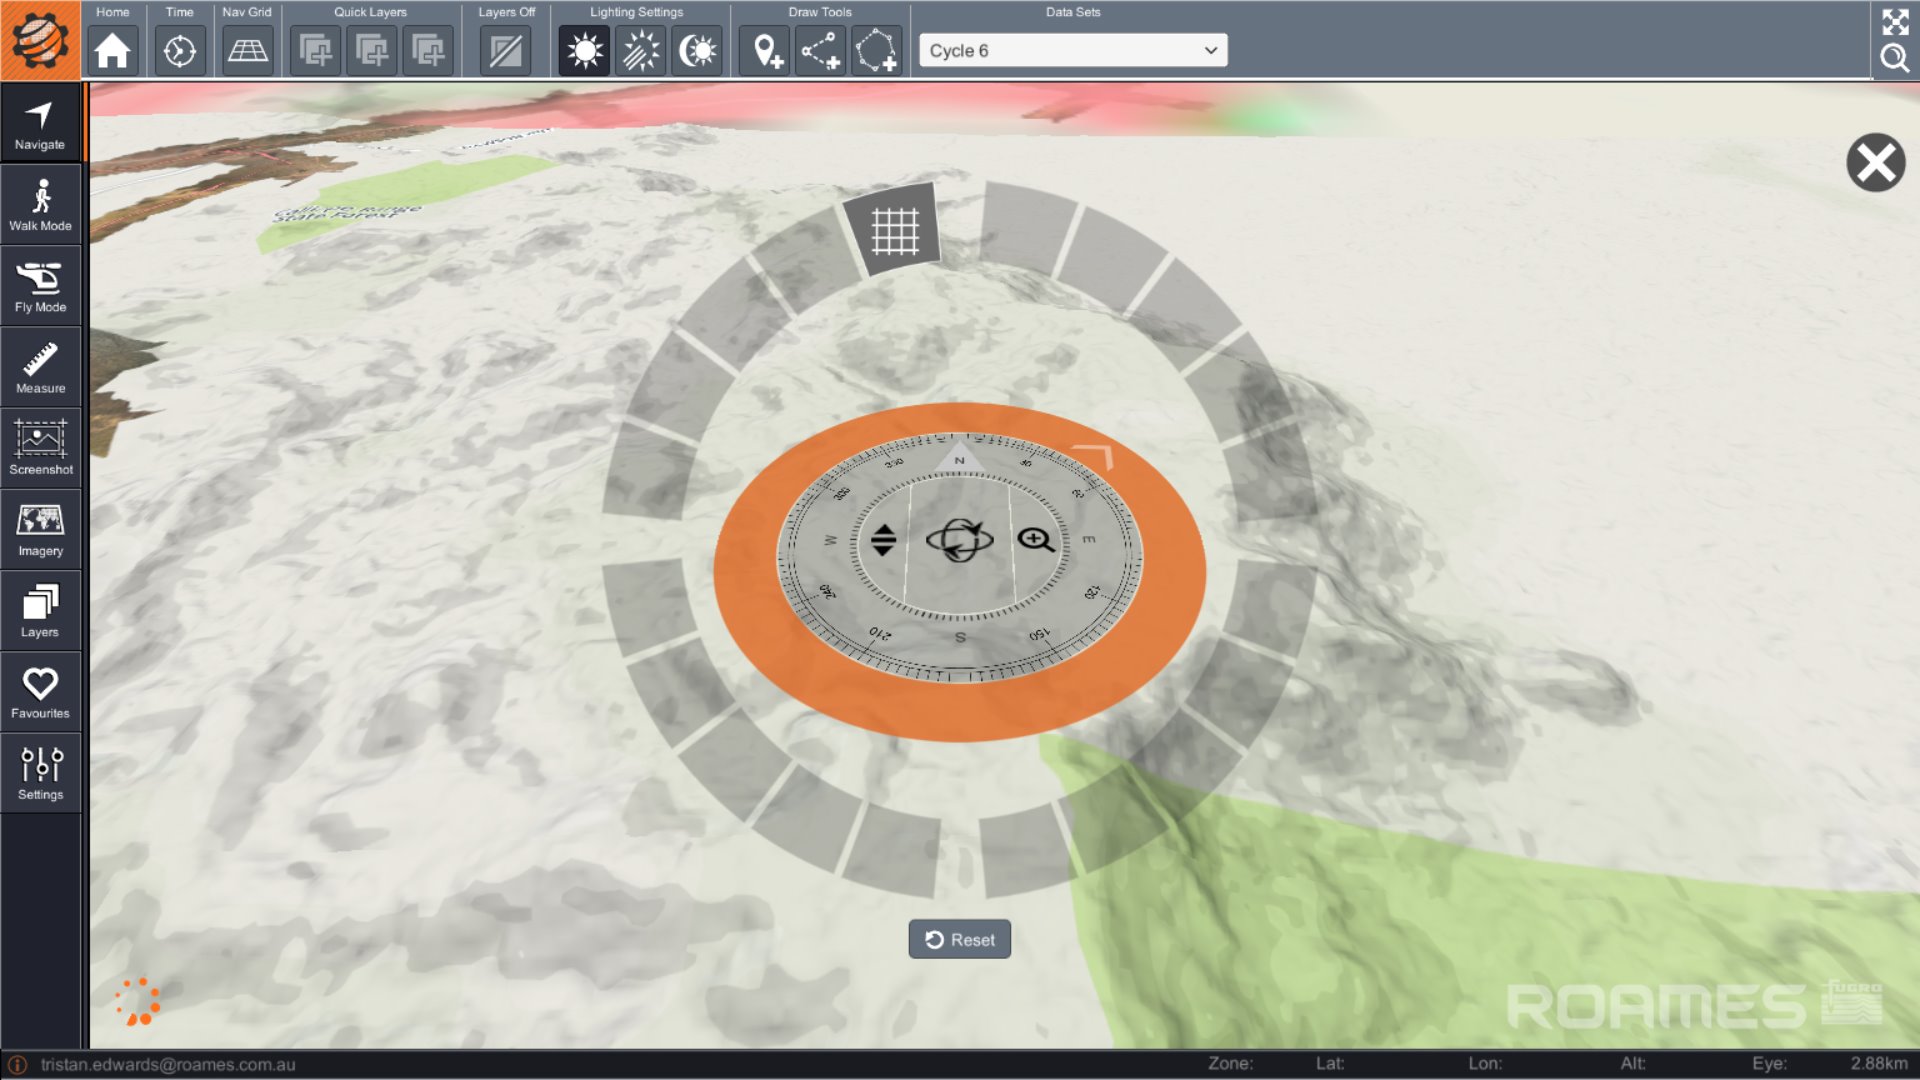 Home
Time
Nav Grid
Quick Layers
Layers Off
Lighting Settings
Draw Tools
Data Sets
Cycle 6
Navigate
Walk Mode
Fly Mode
Measure
Screenshot
Imagery
Layers
Favourites
Settings
Calliope Range
State Forest
N
30
60
E
120
150
S
210
240
W
300
330
Reset
ROAMES
FUGRO
tristan.edwards@roames.com.au
Zone:
Lat:
Lon:
Alt:
Eye:
2.88km